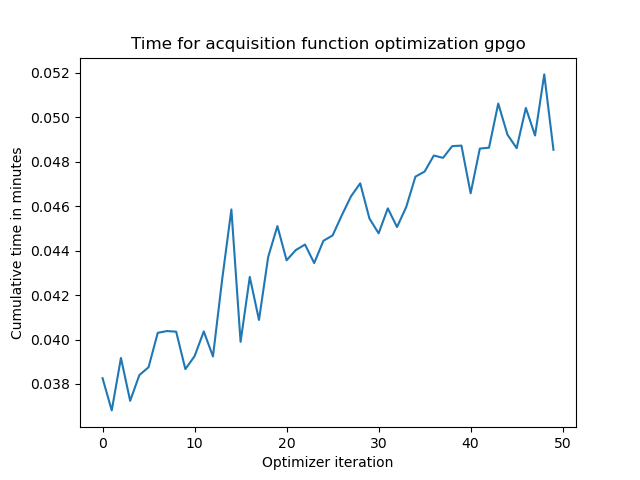 Time for acquisition function optimization gpgo
Cumulative time in minutes
0.052
0.050
0.048
0.046
0.044
0.042
0.040
0.038
0 10 20 30 40 50
Optimizer iteration